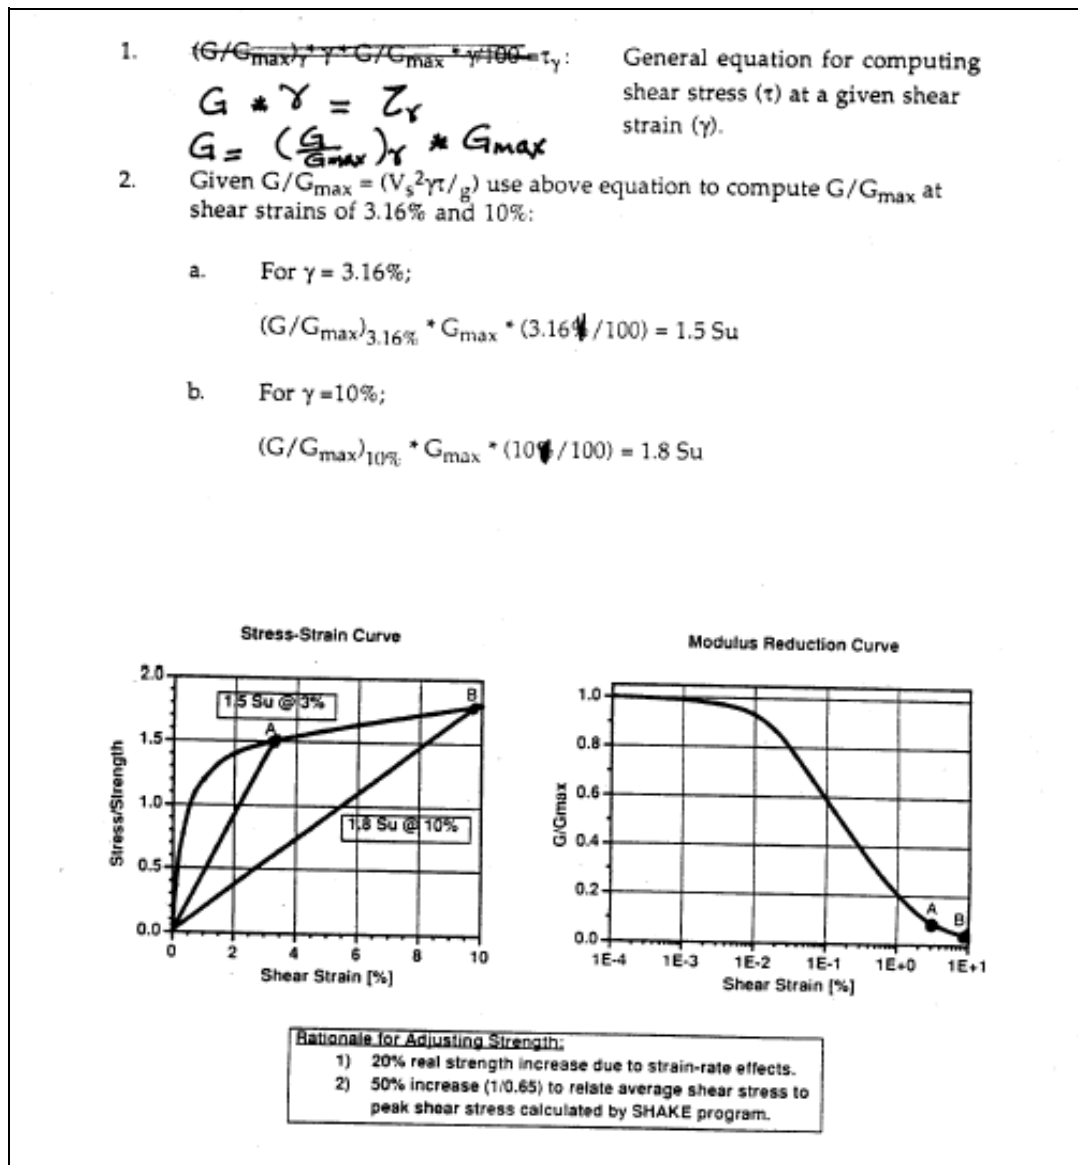 1. (G/Gmax)γ * γ * G/Gmax * γ/100 = τγ: General equation for computing
G * γ = τγ shear stress (τ) at a given shear
G = (G/Gmax)γ * Gmax strain (γ).
2. Given G/Gmax = (Vs²γτ/g) use above equation to compute G/Gmax at
shear strains of 3.16% and 10%:
a. For γ = 3.16%;
(G/Gmax)3.16% * Gmax * (3.16/100) = 1.5 Su
b. For γ =10%;
(G/Gmax)10% * Gmax * (10/100) = 1.8 Su
Stress-Strain Curve
Stress/Strength
2.0
1.5
1.0
0.5
0.0
1.5 Su @ 3%
A
B
1.8 Su @ 10%
0 2 4 6 8 10
Shear Strain [%]
Modulus Reduction Curve
G/Gmax
1.0
0.8
0.6
0.4
0.2
0.0
A
B
1E-4 1E-3 1E-2 1E-1 1E+0 1E+1
Shear Strain [%]
Rationale for Adjusting Strength:
1) 20% real strength increase due to strain-rate effects.
2) 50% increase (1/0.65) to relate average shear stress to
peak shear stress calculated by SHAKE program.